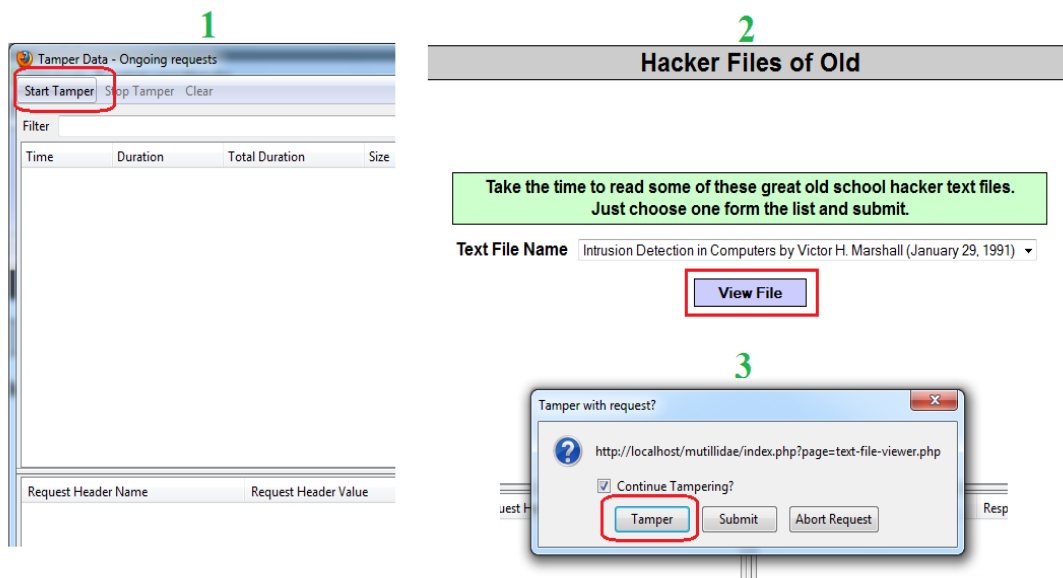 1
Tamper Data - Ongoing requests
Start Tamper Stop Tamper Clear
Filter
Time Duration Total Duration Size
Request Header Name Request Header Value
2
Hacker Files of Old
Take the time to read some of these great old school hacker text files.
Just choose one form the list and submit.
Text File Name Intrusion Detection in Computers by Victor H. Marshall (January 29, 1991)
View File
3
Tamper with request?
http://localhost/mutillidae/index.php?page=text-file-viewer.php
Continue Tampering?
Tamper Submit Abort Request
uest H
Resp